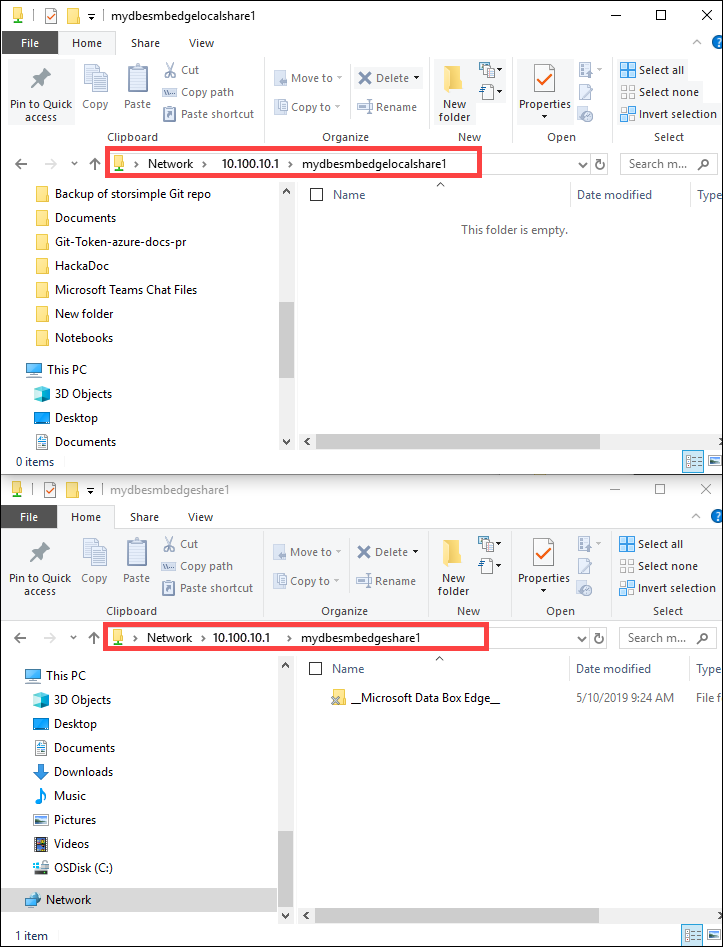 mydbesmbedgelocalshare1
File Home Share View
Pin to Quick access
Copy
Paste
Cut
Copy path
Paste shortcut
Clipboard
Move to
Copy to
Delete
Rename
Organize
New folder
New
Properties
Open
Select all
Select none
Invert selection
Select
Network 10.100.10.1 mydbesmbedgelocalshare1
Search m...
Backup of storsimple Git repo
Documents
Git-Token-azure-docs-pr
HackaDoc
Microsoft Teams Chat Files
New folder
Notebooks
This PC
3D Objects
Desktop
Documents
Name Date modified Type
This folder is empty.
0 items
mydbesmbedgeshare1
File Home Share View
Pin to Quick access
Copy
Paste
Cut
Copy path
Paste shortcut
Clipboard
Move to
Copy to
Delete
Rename
Organize
New folder
New
Properties
Open
Select all
Select none
Invert selection
Select
Network 10.100.10.1 mydbesmbedgeshare1
Search m...
This PC
3D Objects
Desktop
Documents
Downloads
Music
Pictures
Videos
OSDisk (C:)
Network
Name Date modified Type
__Microsoft Data Box Edge__ 5/10/2019 9:24 AM File f
1 item